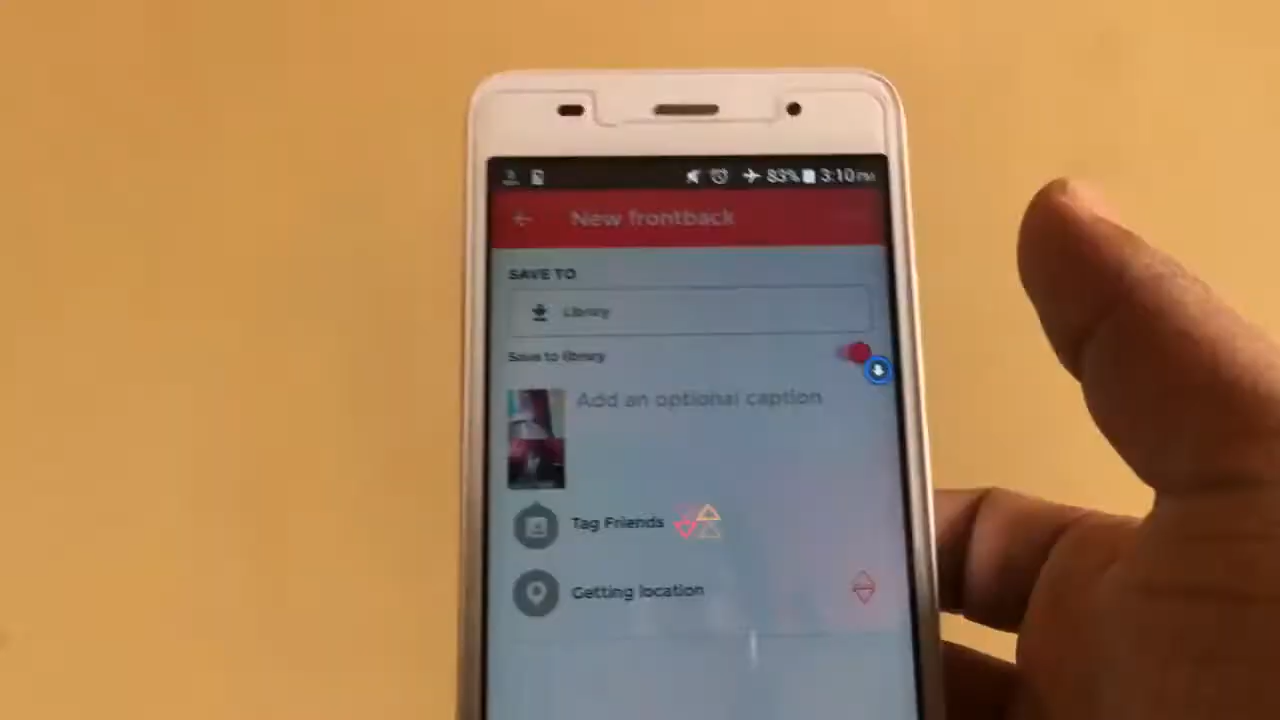 83% 3:10 PM
New frontback
SAVE TO
Library
Save to library
Add an optional caption
Tag Friends
Getting location